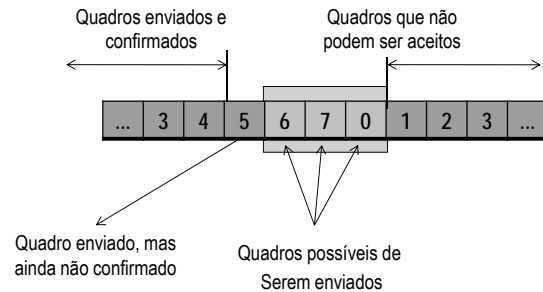 Quadros enviados e
confirmados
Quadros que não
podem ser aceitos
... 3 4 5 6 7 0 1 2 3 ...
Quadro enviado, mas
ainda não confirmado
Quadros possíveis de
Serem enviados